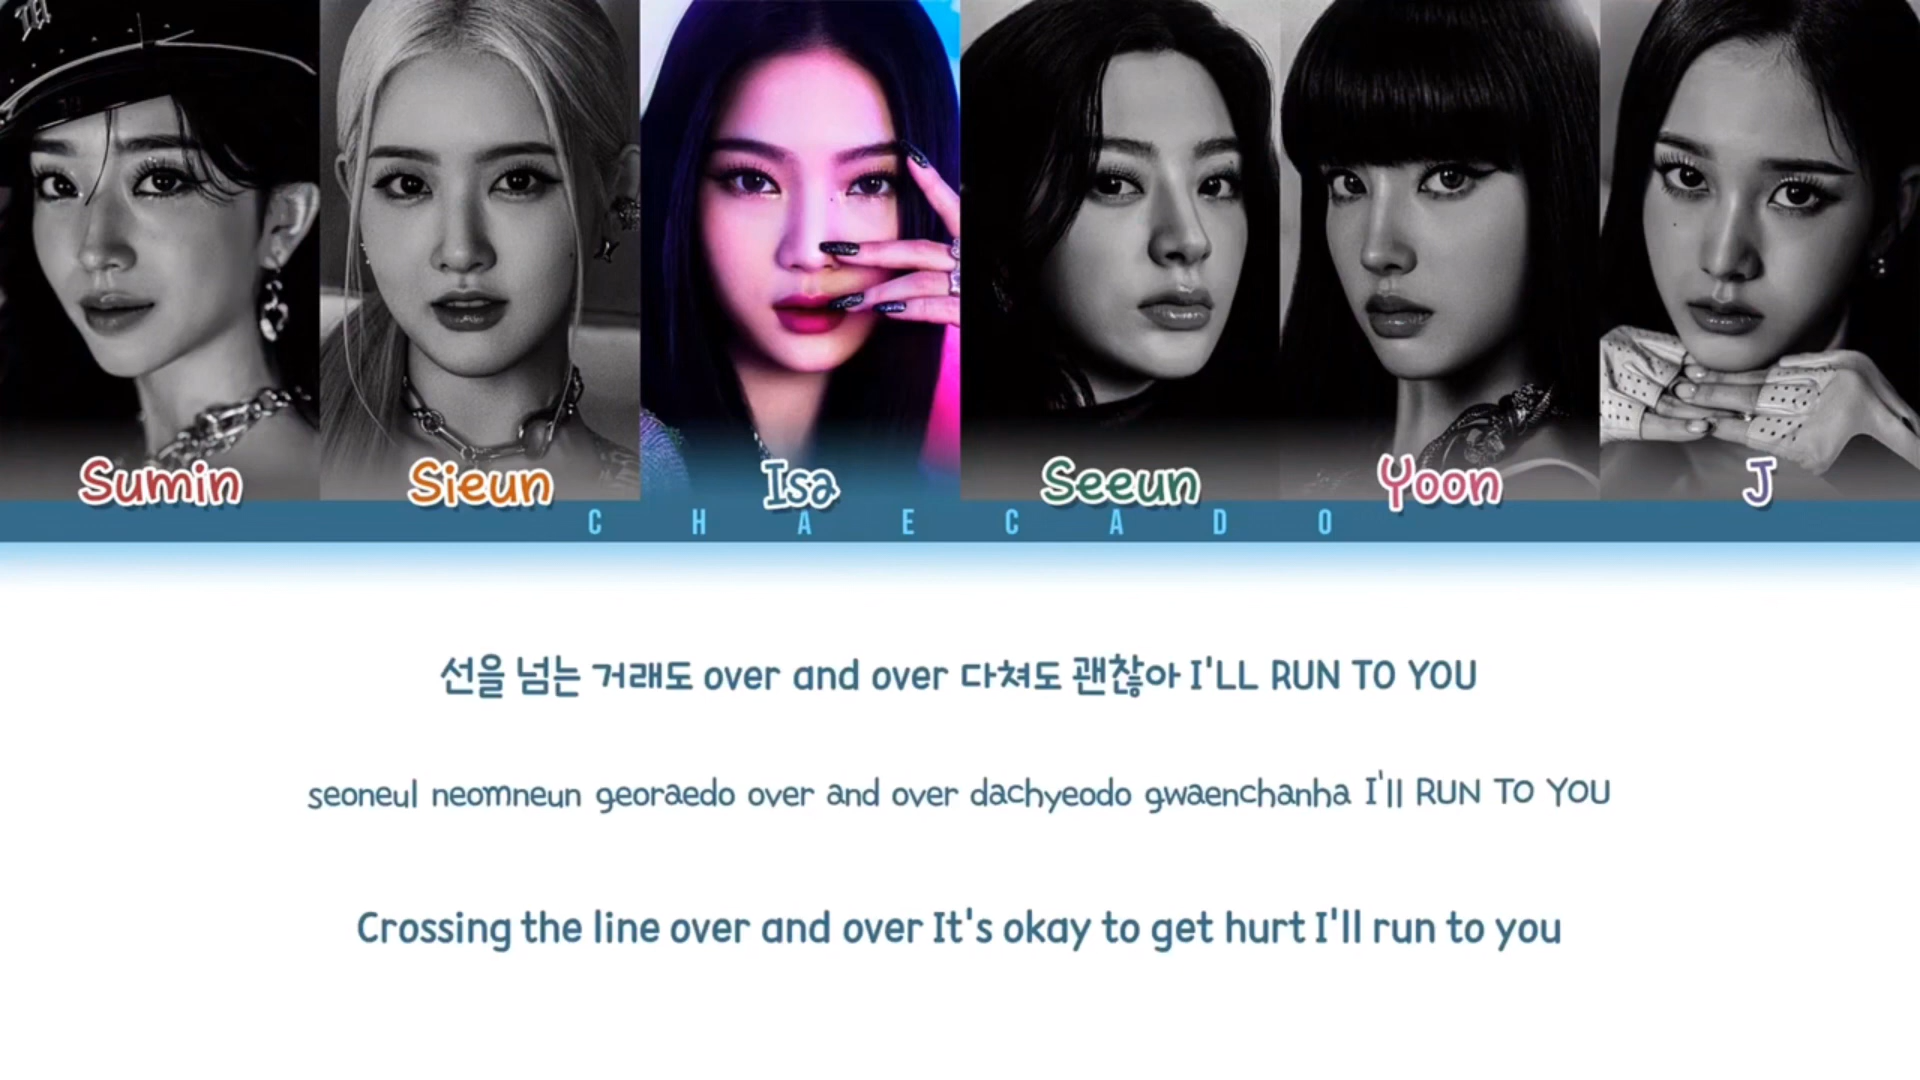 Sumin Sieun Isa Seeun Yoon J
CHAECADO
선을 넘는 거래도 over and over 다쳐도 괜찮아 I'LL RUN TO YOU
seoneul neomneun georaedo over and over dachyeodo gwaenchanha I'll RUN TO YOU
Crossing the line over and over It's okay to get hurt I'll run to you